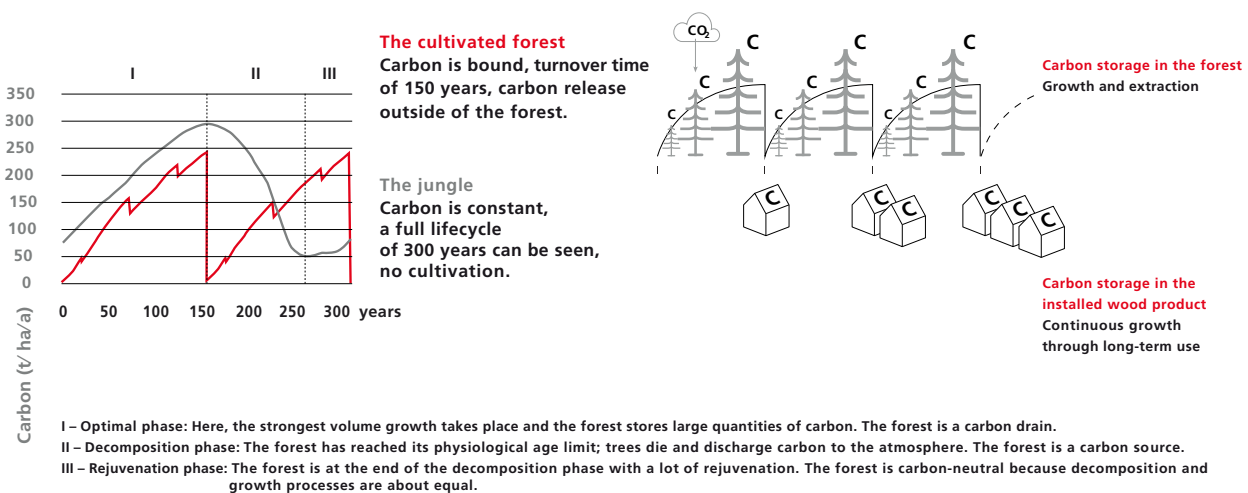 I II III
350
300
250
200
150
100
50
0
0 50 100 150 200 250 300 years
Carbon (t/ ha/a)
The cultivated forest
Carbon is bound, turnover time
of 150 years, carbon release
outside of the forest.
The jungle
Carbon is constant,
a full lifecycle
of 300 years can be seen,
no cultivation.
CO2
C C C C C C C C C
C C C C C C
Carbon storage in the forest
Growth and extraction
Carbon storage in the
installed wood product
Continuous growth
through long-term use
I – Optimal phase: Here, the strongest volume growth takes place and the forest stores large quantities of carbon. The forest is a carbon drain.
II – Decomposition phase: The forest has reached its physiological age limit; trees die and discharge carbon to the atmosphere. The forest is a carbon source.
III – Rejuvenation phase: The forest is at the end of the decomposition phase with a lot of rejuvenation. The forest is carbon-neutral because decomposition and
growth processes are about equal.